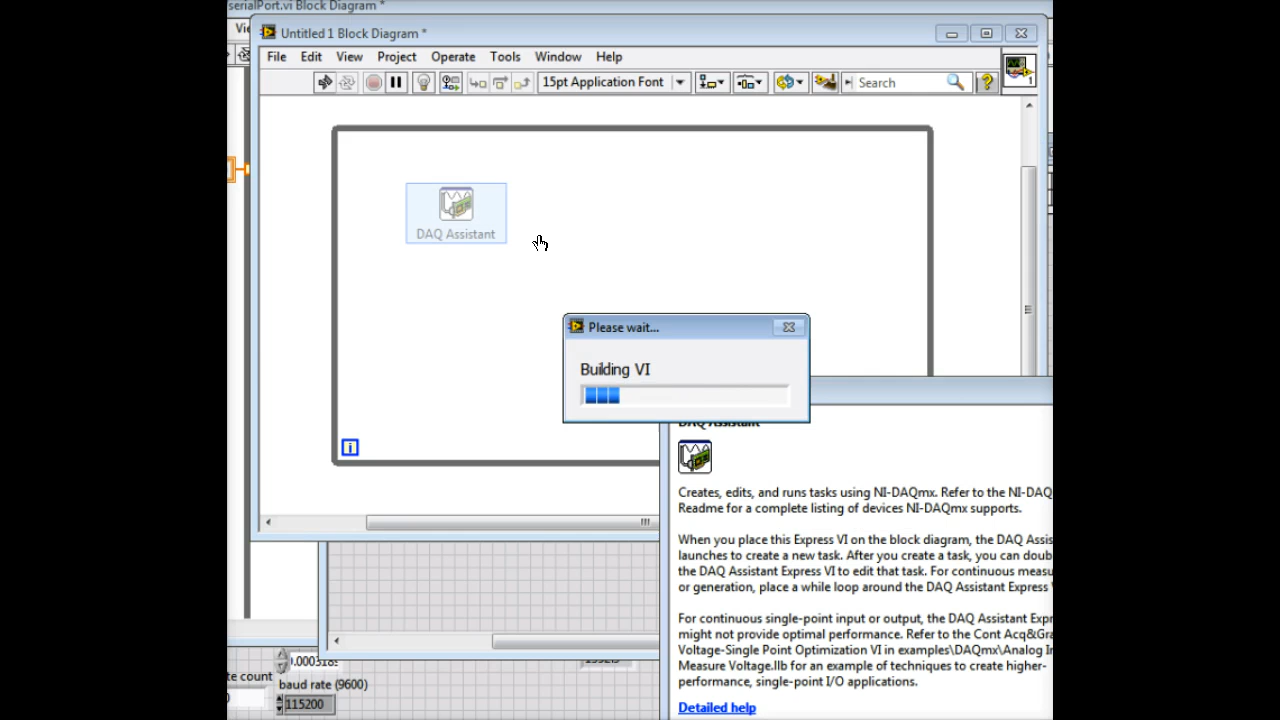 serialPort.vi Block Diagram *
Untitled 1 Block Diagram *
File Edit View Project Operate Tools Window Help
15pt Application Font
Search
?
1
DAQ Assistant
Please wait...
Building VI
i
DAQ Assistant
Creates, edits, and runs tasks using NI-DAQmx. Refer to the NI-DAQ
Readme for a complete listing of devices NI-DAQmx supports.
When you place this Express VI on the block diagram, the DAQ Assis
launches to create a new task. After you create a task, you can doub
the DAQ Assistant Express VI to edit that task. For continuous measu
or generation, place a while loop around the DAQ Assistant Express
For continuous single-point input or output, the DAQ Assistant Expr
might not provide optimal performance. Refer to the Cont Acq&Gra
Voltage-Single Point Optimization VI in examples\DAQmx\Analog In
Measure Voltage.llb for an example of techniques to create higher-
performance, single-point I/O applications.
Detailed help
te count
baud rate (9600)
115200